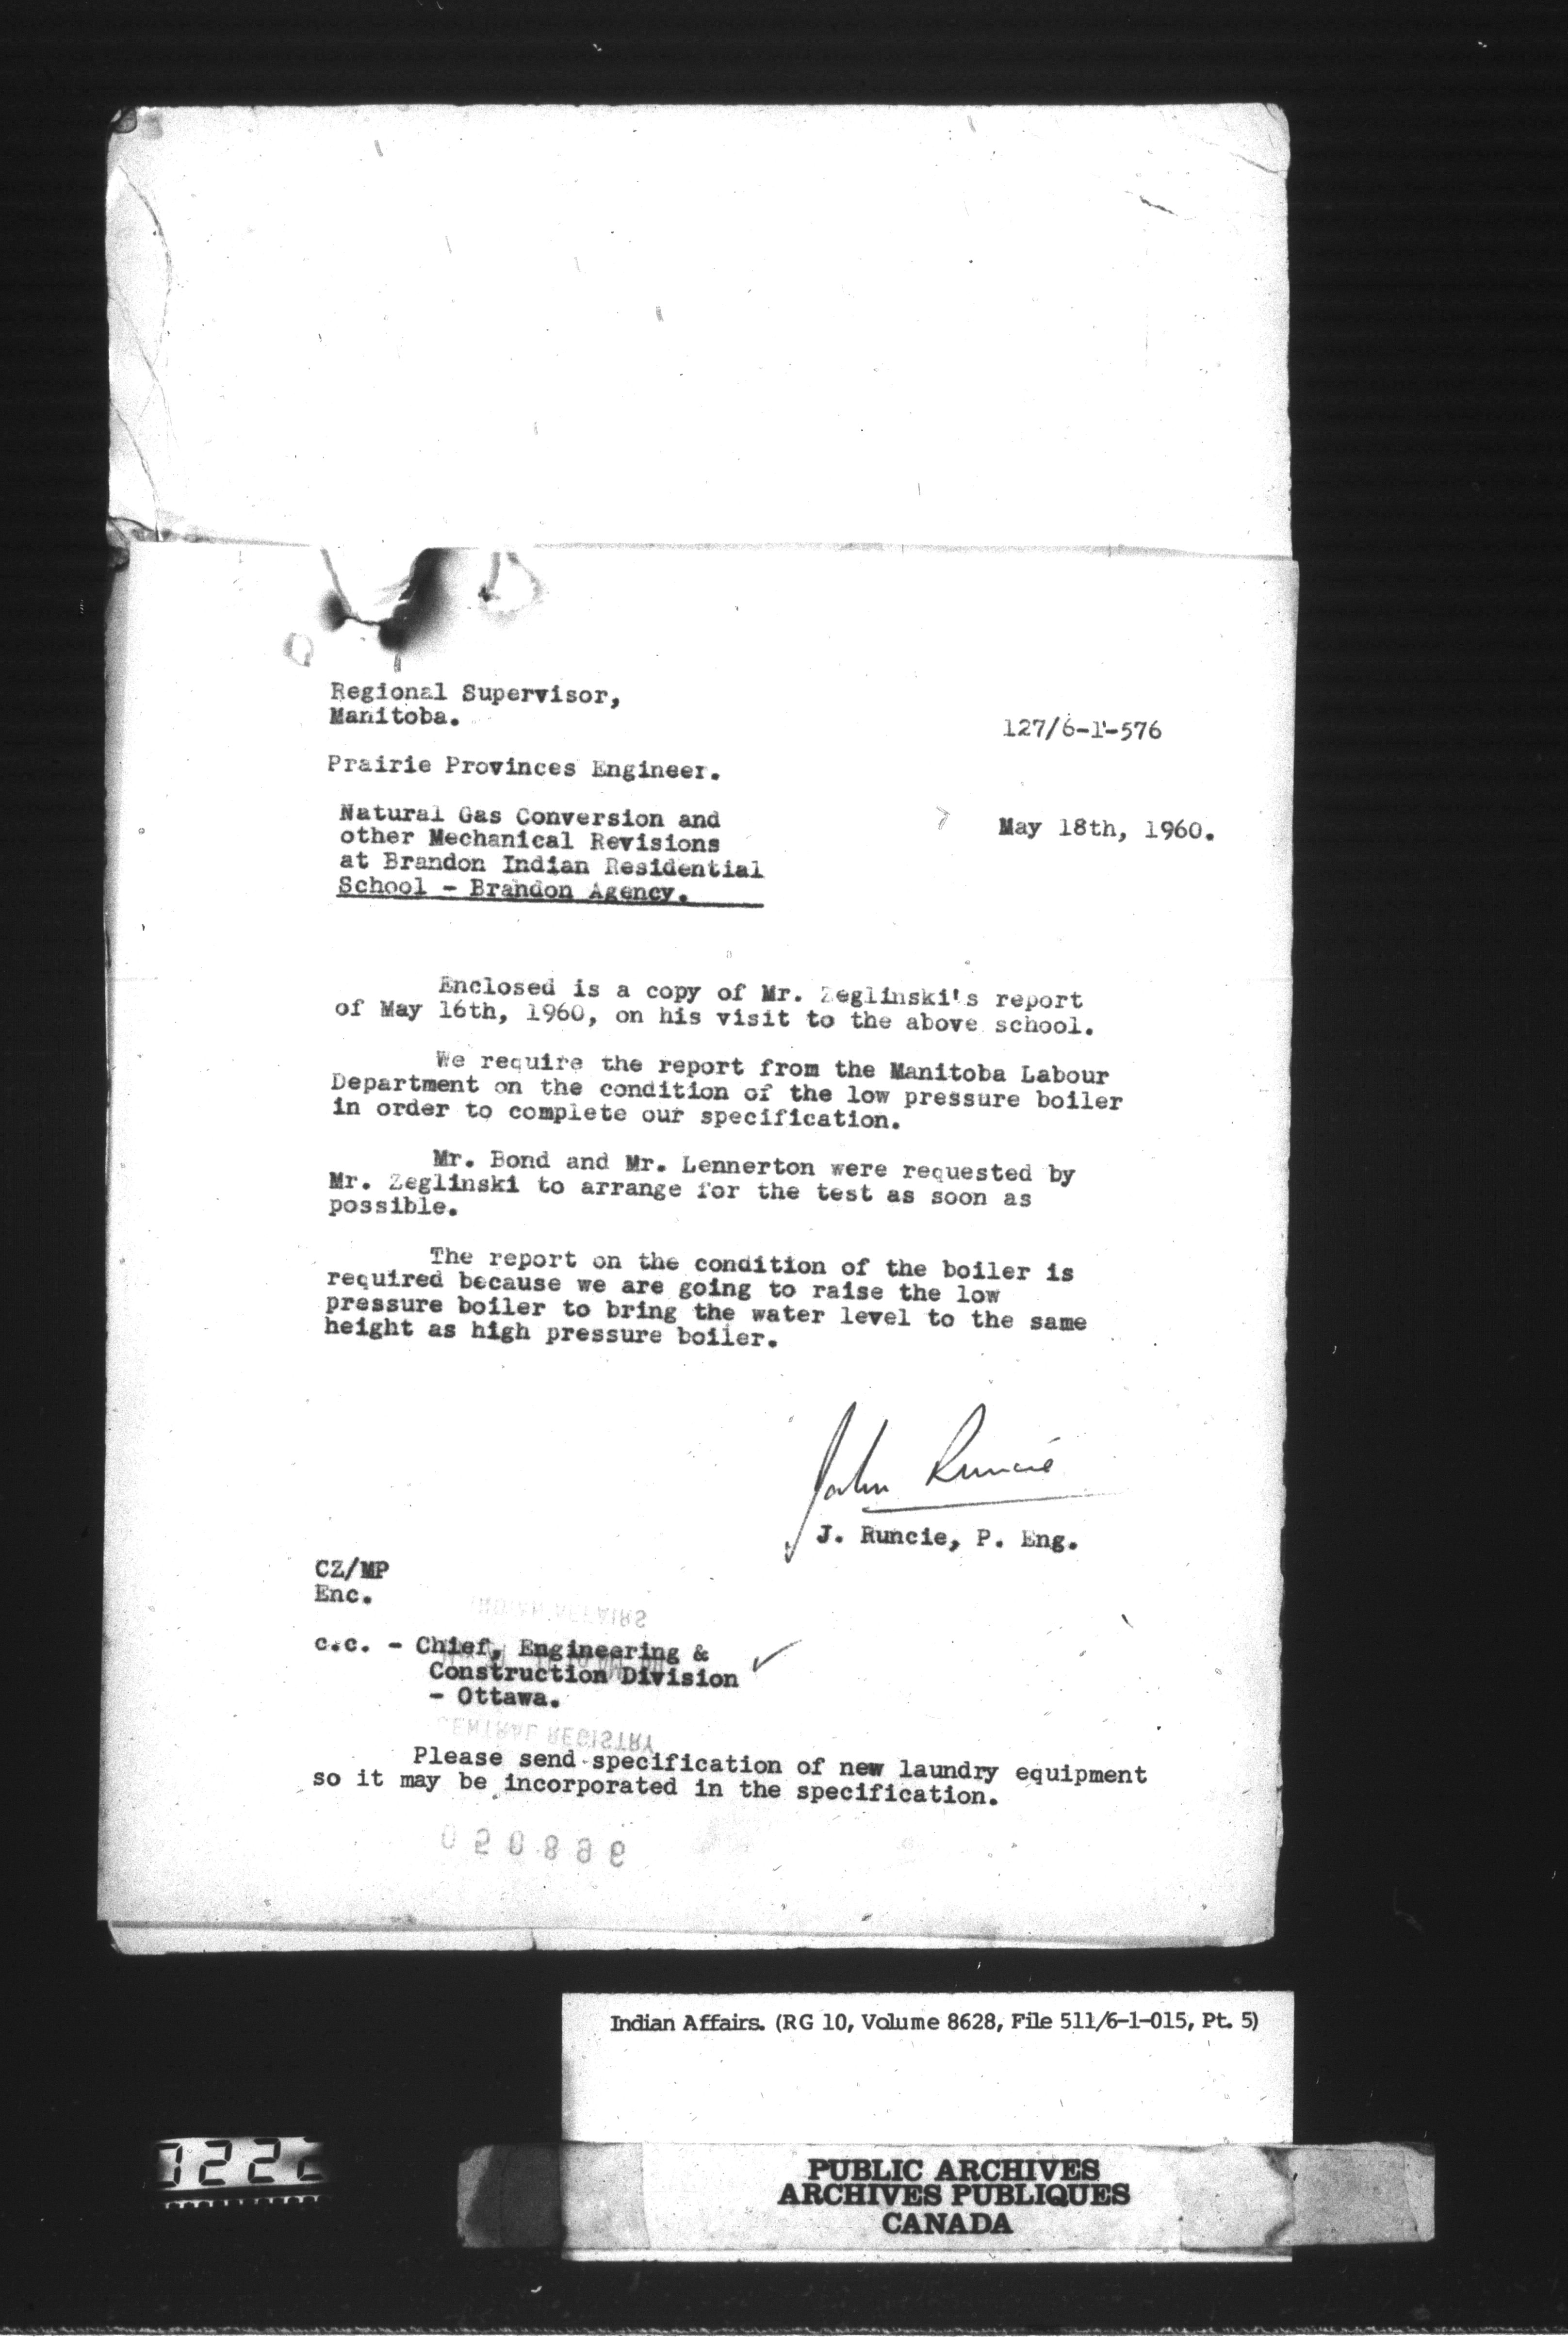 Regional Supervisor,
Manitoba.
127/6-1-576
Prairie Provinces Engineer.
Natural Gas Conversion and
other Mechanical Revisions
at Brandon Indian Residential
School - Brandon Agency.
May 18th, 1960.
Enclosed is a copy of Mr. Zeglinski's report
of May 16th, 1960, on his visit to the above school.
We require the report from the Manitoba Labour
Department on the condition of the low pressure boiler
in order to complete our specification.
Mr. Bond and Mr. Lennerton were requested by
Mr. Zeglinski to arrange for the test as soon as
possible.
The report on the condition of the boiler is
required because we are going to raise the low
pressure boiler to bring the water level to the same
height as high pressure boiler.
John Runcie
J. Runcie, P. Eng.
CZ/MP
Enc.
INDIAN AFFAIRS
c.c. - Chief, Engineering &
Construction Division
- Ottawa.
CENTRAL REGISTRY
Please send specification of new laundry equipment
so it may be incorporated in the specification.
Indian Affairs. (RG 10, Volume 8628, File 511/6-1-015, Pt. 5)
PUBLIC ARCHIVES
ARCHIVES PUBLIQUES
CANADA